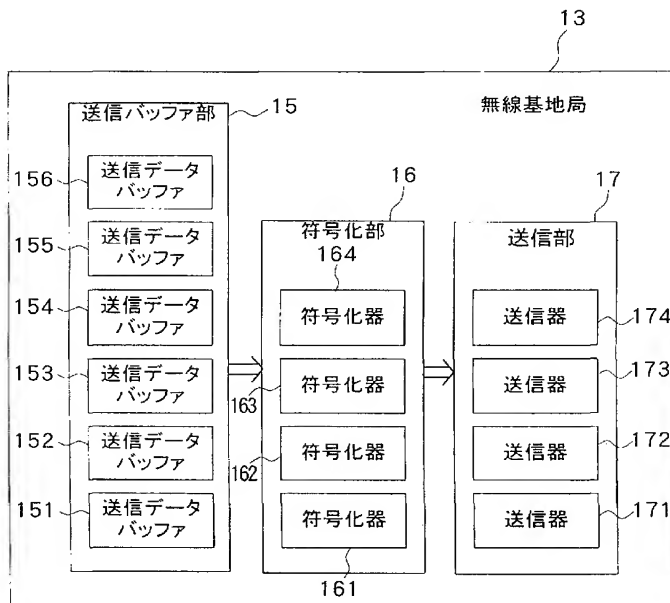 13
無線基地局
送信バッファ部
15
156
送信データ
バッファ
155
送信データ
バッファ
154
送信データ
バッファ
153
送信データ
バッファ
152
送信データ
バッファ
151
送信データ
バッファ
16
符号化部
164
符号化器
163
符号化器
162
符号化器
符号化器
161
17
送信部
送信器
174
送信器
173
送信器
172
送信器
171